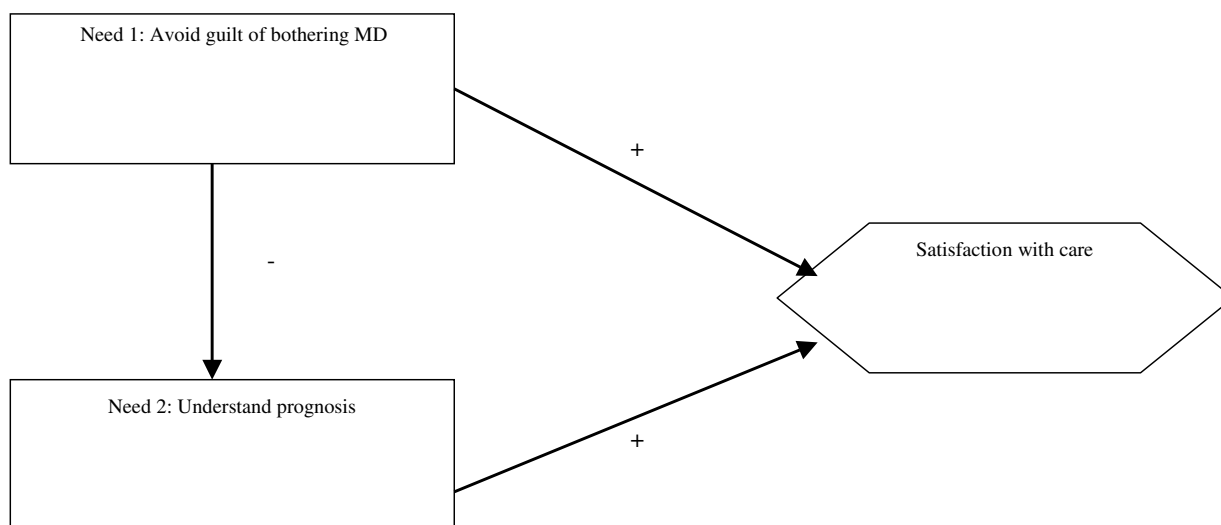 Need 1: Avoid guilt of bothering MD
+
Satisfaction with care
-
Need 2: Understand prognosis
+